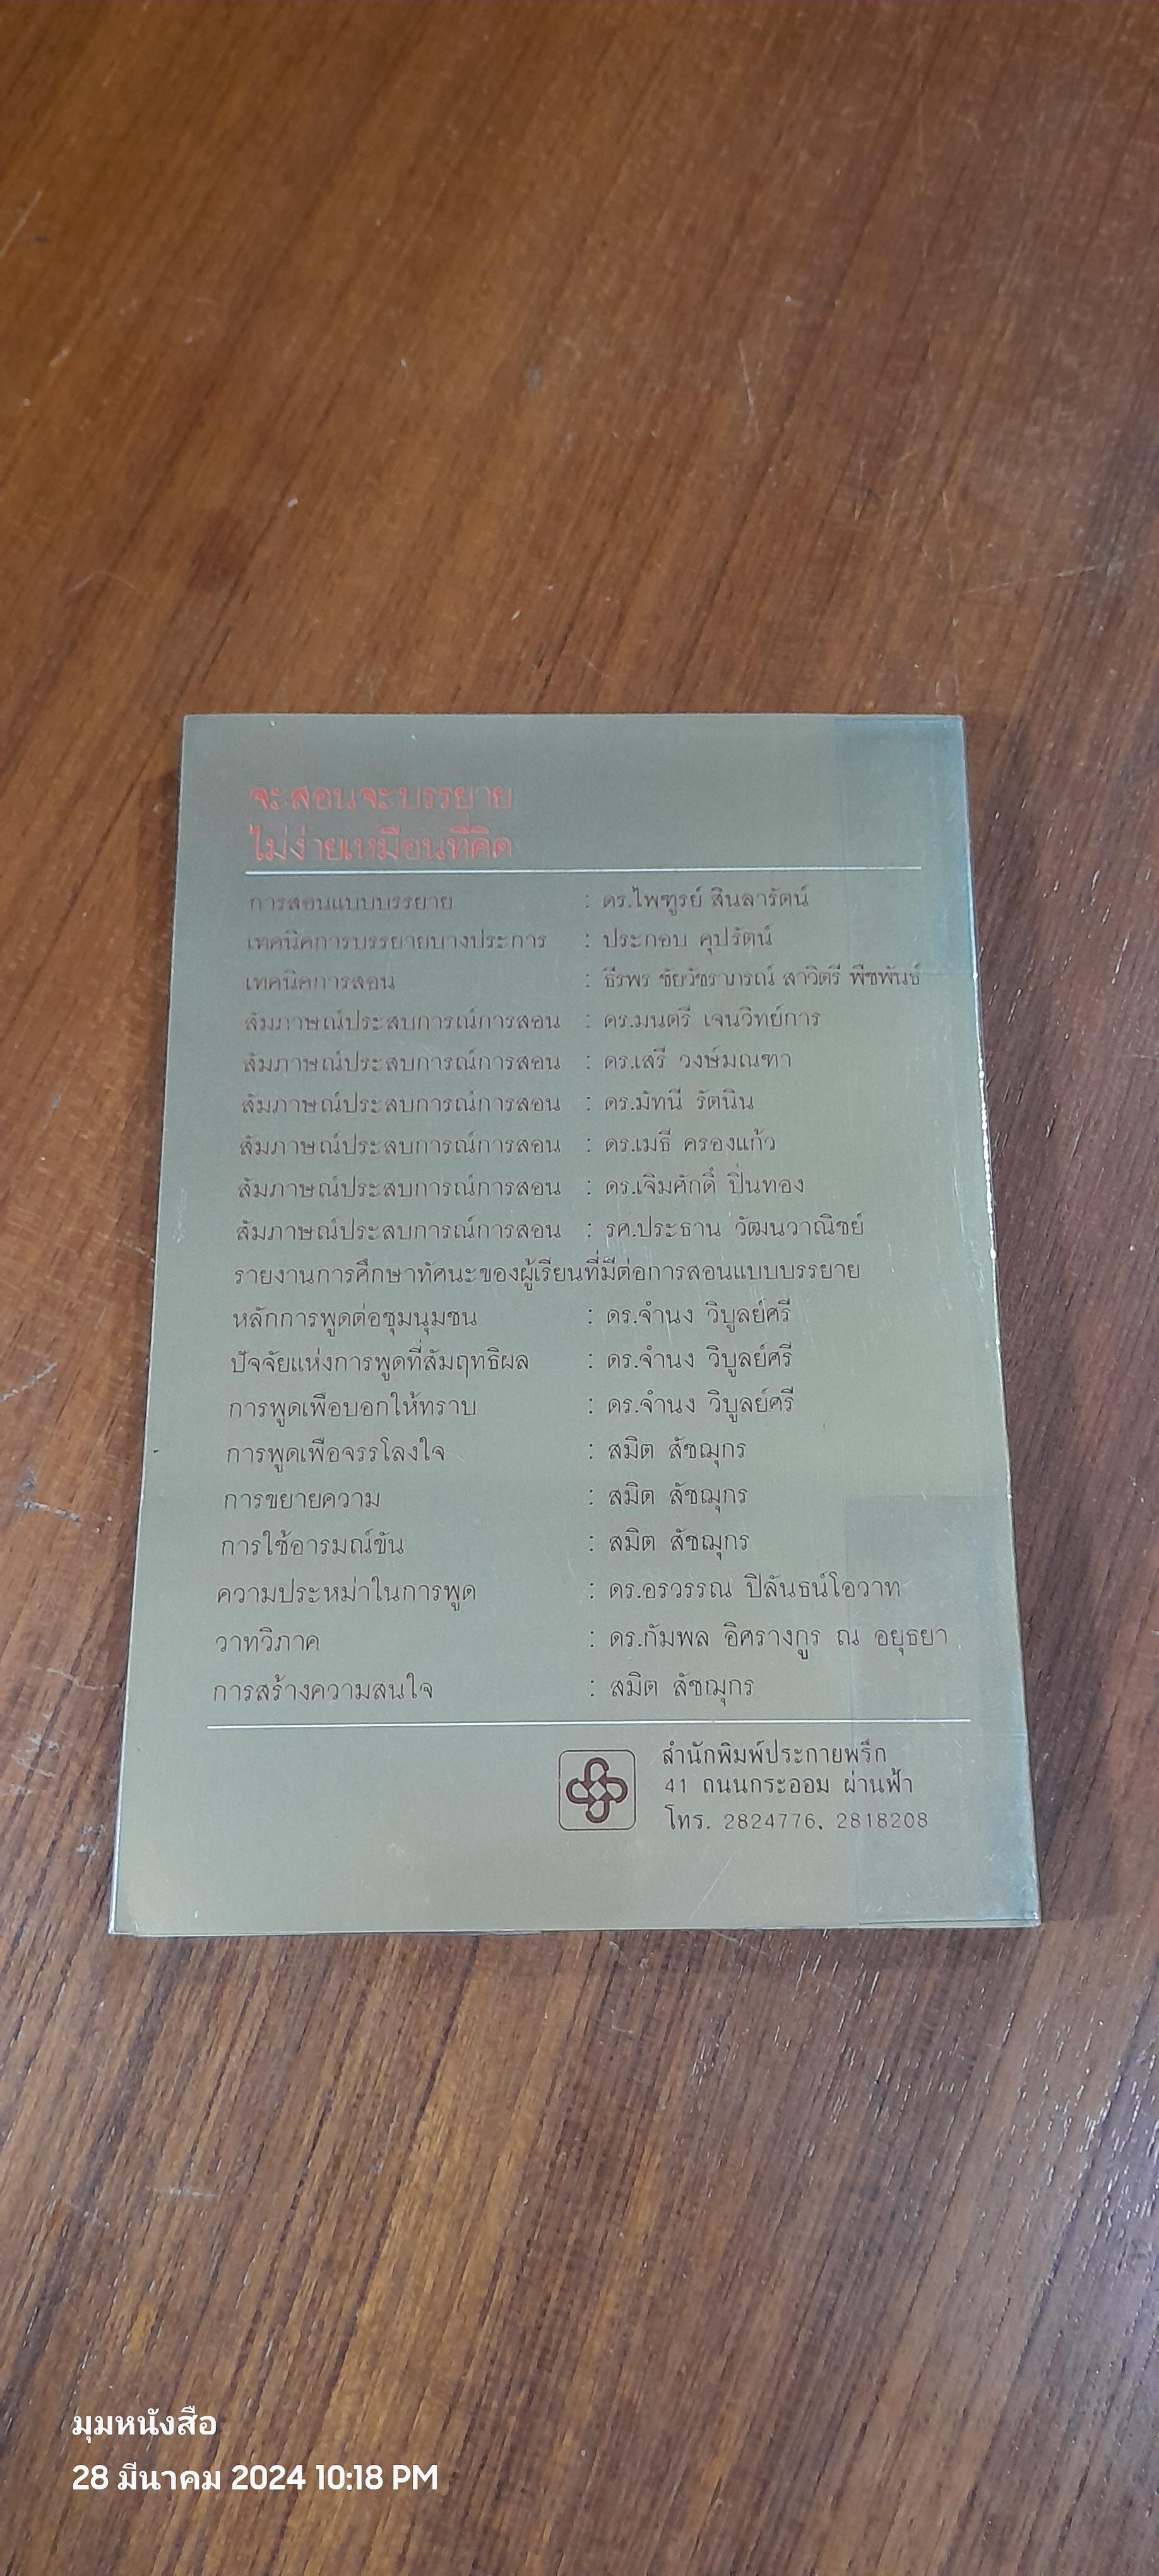 จะสอนจะบรรยาย
ไม่ง่ายเหมือนที่คิด
การสอนแบบบรรยาย : ดร.ไพฑูรย์ สินลารัตน์
เทคนิคการบรรยายบางประการ : ประกอบ คุปรัตน์
เทคนิคการสอน : ธีรพร ชัยวัชราภรณ์ สาวิตรี พืชพันธ์
สัมภาษณ์ประสบการณ์การสอน : ดร.มนตรี เจนวิทย์การ
สัมภาษณ์ประสบการณ์การสอน : ดร.เสรี วงษ์มณฑา
สัมภาษณ์ประสบการณ์การสอน : ดร.มัทนี รัตนิน
สัมภาษณ์ประสบการณ์การสอน : ดร.เมธี ครองแก้ว
สัมภาษณ์ประสบการณ์การสอน : ดร.เจิมศักดิ์ ปิ่นทอง
สัมภาษณ์ประสบการณ์การสอน : รศ.ประธาน วัฒนวาณิชย์
รายงานการศึกษาทัศนะของผู้เรียนที่มีต่อการสอนแบบบรรยาย
หลักการพูดต่อชุมนุมชน : ดร.จำนง วิบูลย์ศรี
ปัจจัยแห่งการพูดที่สัมฤทธิผล : ดร.จำนง วิบูลย์ศรี
การพูดเพื่อบอกให้ทราบ : ดร.จำนง วิบูลย์ศรี
การพูดเพื่อจรรโลงใจ : สมิต สัชฌุกร
การขยายความ : สมิต สัชฌุกร
การใช้อารมณ์ขัน : สมิต สัชฌุกร
ความประหม่าในการพูด : ดร.อรวรรณ ปิลันธน์โอวาท
วาทวิภาค : ดร.กัมพล อิศรางกูร ณ อยุธยา
การสร้างความสนใจ : สมิต สัชฌุกร
สำนักพิมพ์ประกายพรึก
41 ถนนกระออม ผ่านฟ้า
โทร. 2824776, 2818208
มุมหนังสือ
28 มีนาคม 2024 10:18 PM